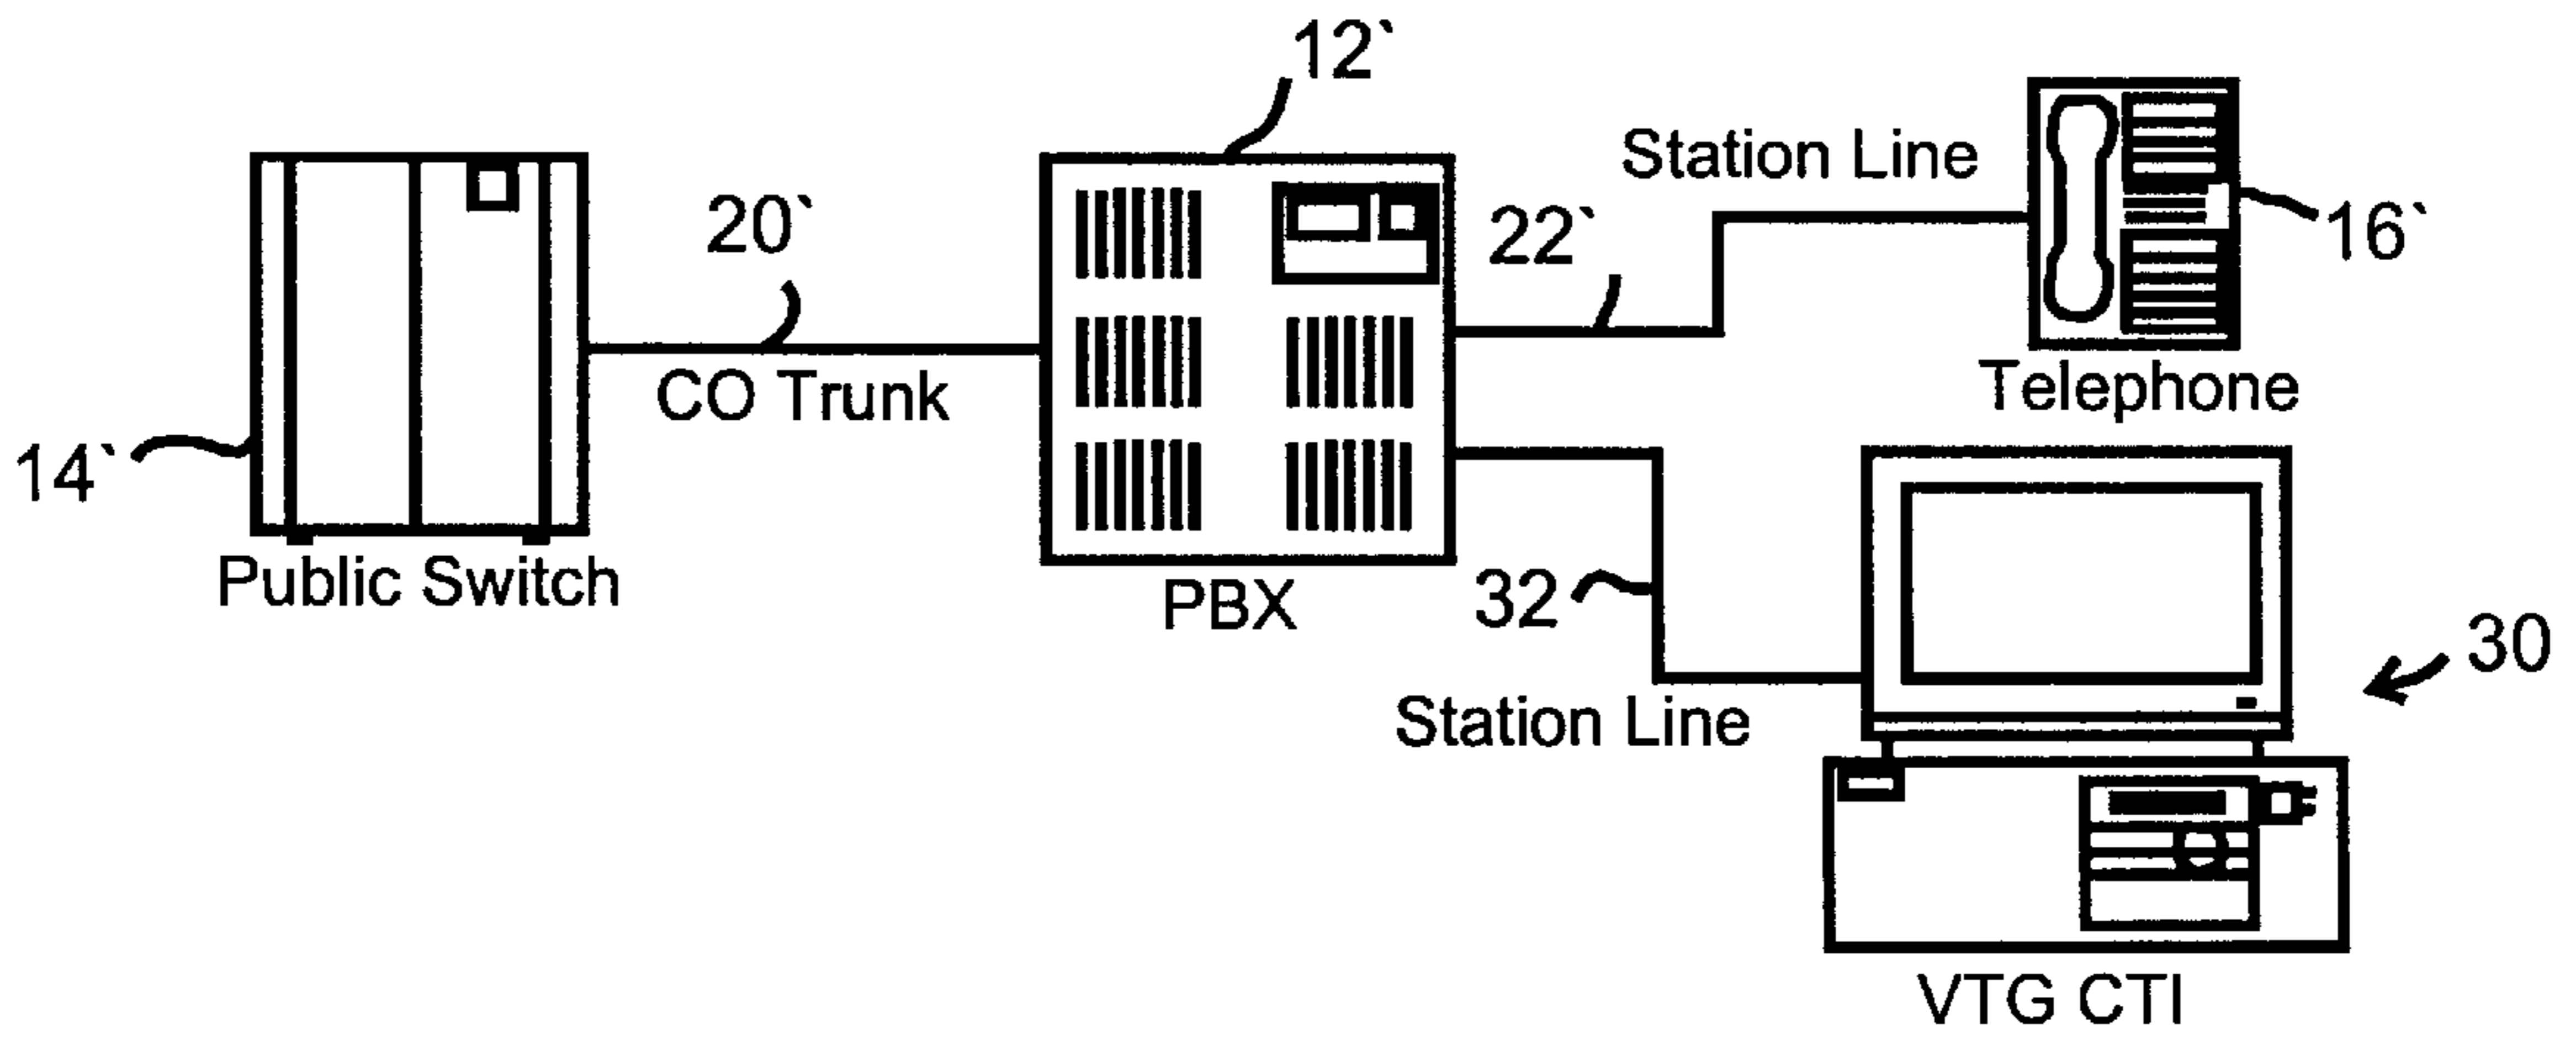 12`
Station Line
20`
22`
16`
CO Trunk
Telephone
14`
Public Switch
PBX
32
30
Station Line
VTG CTI